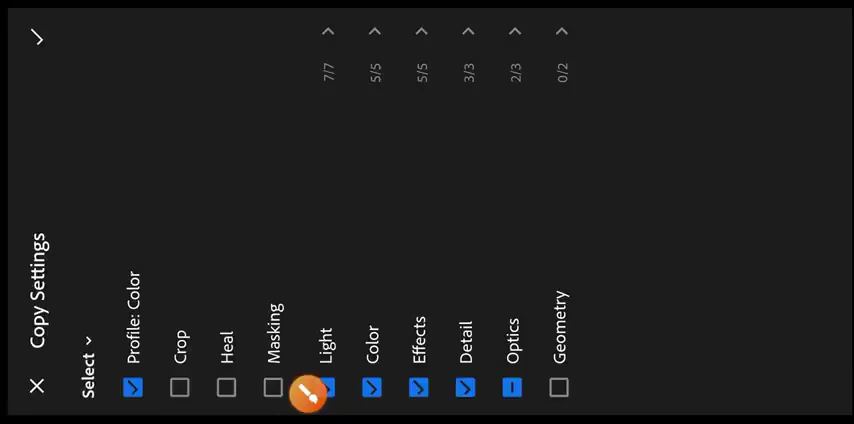 Copy Settings
Select
Profile: Color
Crop
Heal
Masking
Light 7/7
Color 5/5
Effects 5/5
Detail 3/3
Optics 2/3
Geometry 0/2